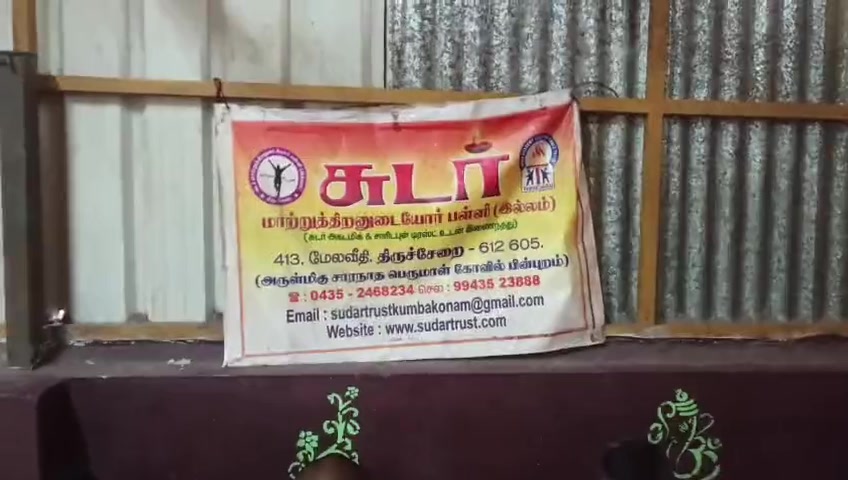 சுடர்
மாற்றுத்திறனுடையோர் பள்ளி (இல்லம்)
413. மேலவீதி. திருச்சேறை - 612 605.
(அருள்மிகு சாரநாத பெருமாள் கோவில் பின்புறம்)
☎: 0435 - 2468234 செல் : 99435 23888
Email : sudartrustkumbakonam@gmail.com
Website : www.sudartrust.com